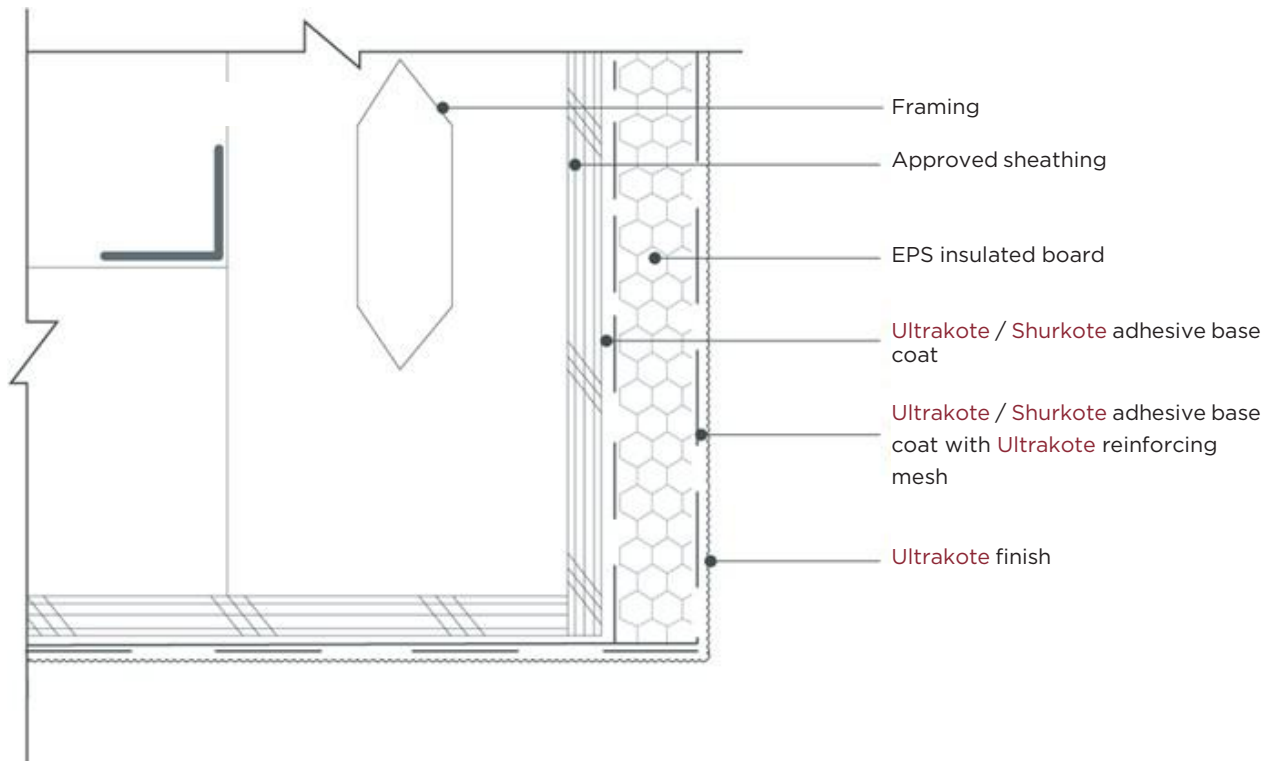 Framing
Approved sheathing
EPS insulated board
Ultrakote / Shurkote adhesive base
coat
Ultrakote / Shurkote adhesive base
coat with Ultrakote reinforcing
mesh
Ultrakote finish